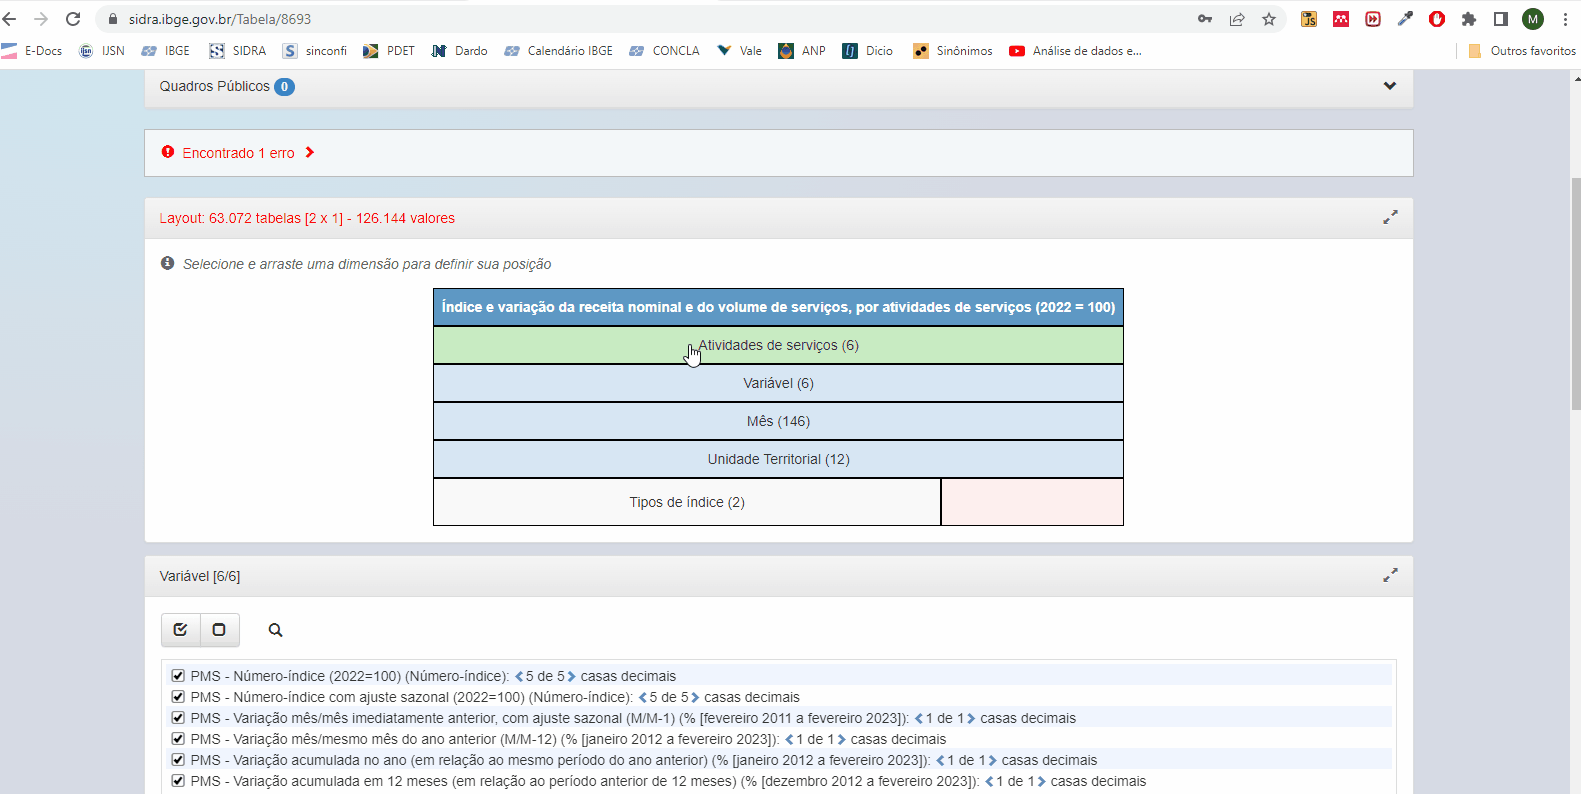 sidra.ibge.gov.br/Tabela/8693
JS
M
E-Docs IJSN IBGE SIDRA S sinconfi PDET Dardo Calendário IBGE CONCLA Vale ANP Dicio Sinônimos Análise de dados e... Outros favoritos
Quadros Públicos 0
Encontrado 1 erro
Layout: 63.072 tabelas [2 x 1] - 126.144 valores
Selecione e arraste uma dimensão para definir sua posição
Índice e variação da receita nominal e do volume de serviços, por atividades de serviços (2022 = 100)
Atividades de serviços (6)
Variável (6)
Mês (146)
Unidade Territorial (12)
Tipos de índice (2)
Variável [6/6]
PMS - Número-índice (2022=100) (Número-índice): 5 de 5 casas decimais
PMS - Número-índice com ajuste sazonal (2022=100) (Número-índice): 5 de 5 casas decimais
PMS - Variação mês/mês imediatamente anterior, com ajuste sazonal (M/M-1) (% [fevereiro 2011 a fevereiro 2023]): 1 de 1 casas decimais
PMS - Variação mês/mesmo mês do ano anterior (M/M-12) (% [janeiro 2012 a fevereiro 2023]): 1 de 1 casas decimais
PMS - Variação acumulada no ano (em relação ao mesmo período do ano anterior) (% [janeiro 2012 a fevereiro 2023]): 1 de 1 casas decimais
PMS - Variação acumulada em 12 meses (em relação ao período anterior de 12 meses) (% [dezembro 2012 a fevereiro 2023]): 1 de 1 casas decimais